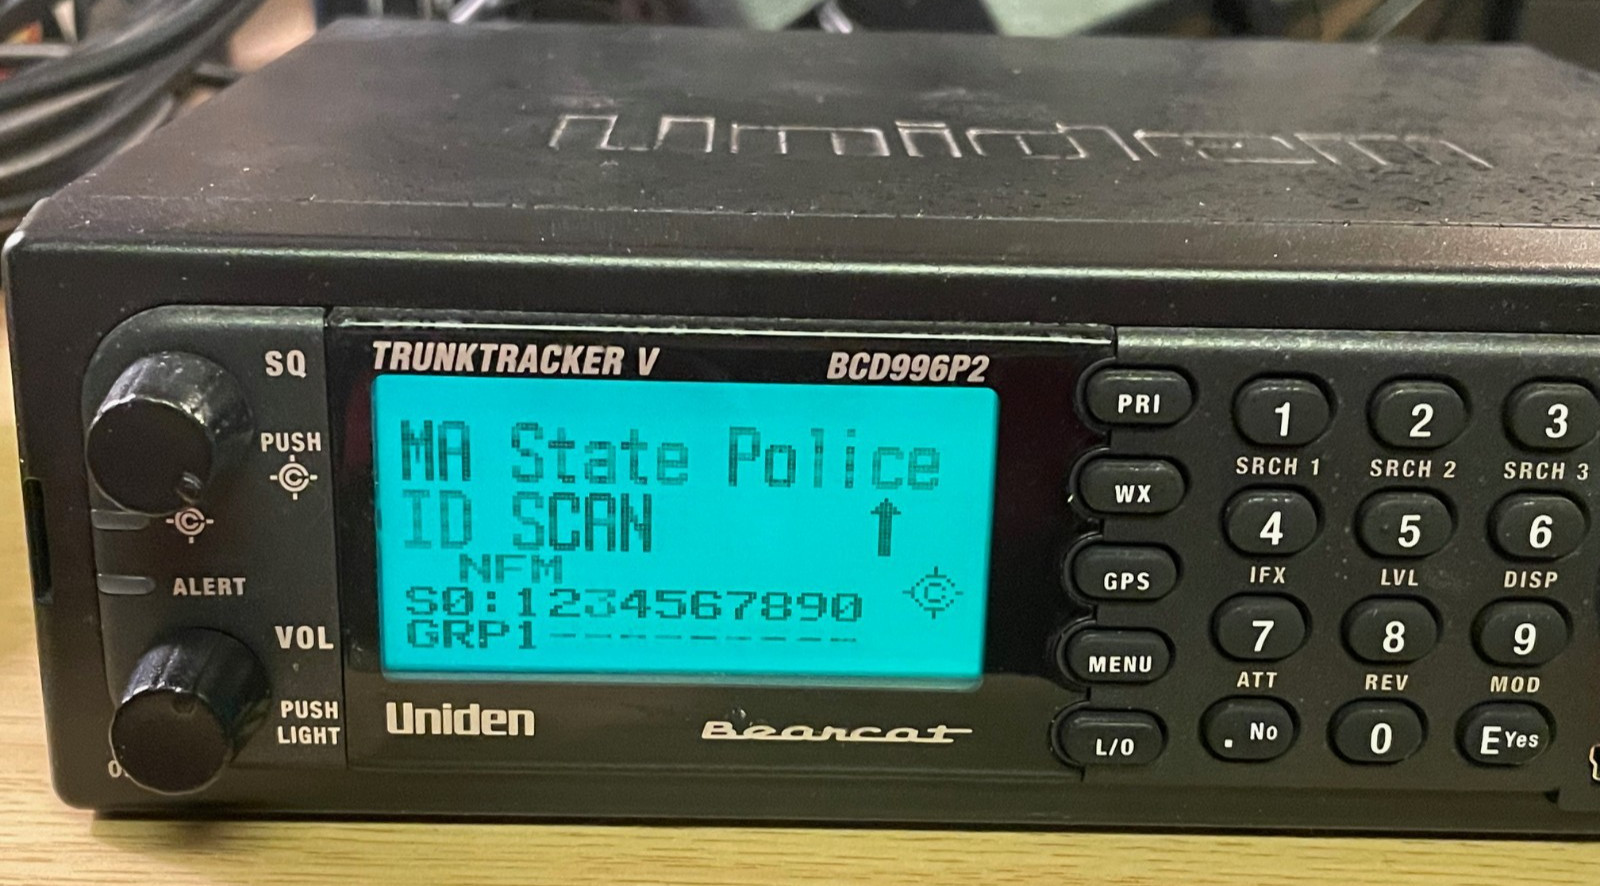 Uniden
SQ
PUSH
ALERT
VOL
PUSH
LIGHT
TRUNKTRACKER V
BCD996P2
MA State Police
ID SCAN
NFM
S0:1234567890
GRP1----------
Uniden
Bearcat
PRI
WX
GPS
MENU
L/O
1 2 3
SRCH 1 SRCH 2 SRCH 3
4 5 6
IFX LVL DISP
7 8 9
ATT REV MOD
. No 0 E Yes